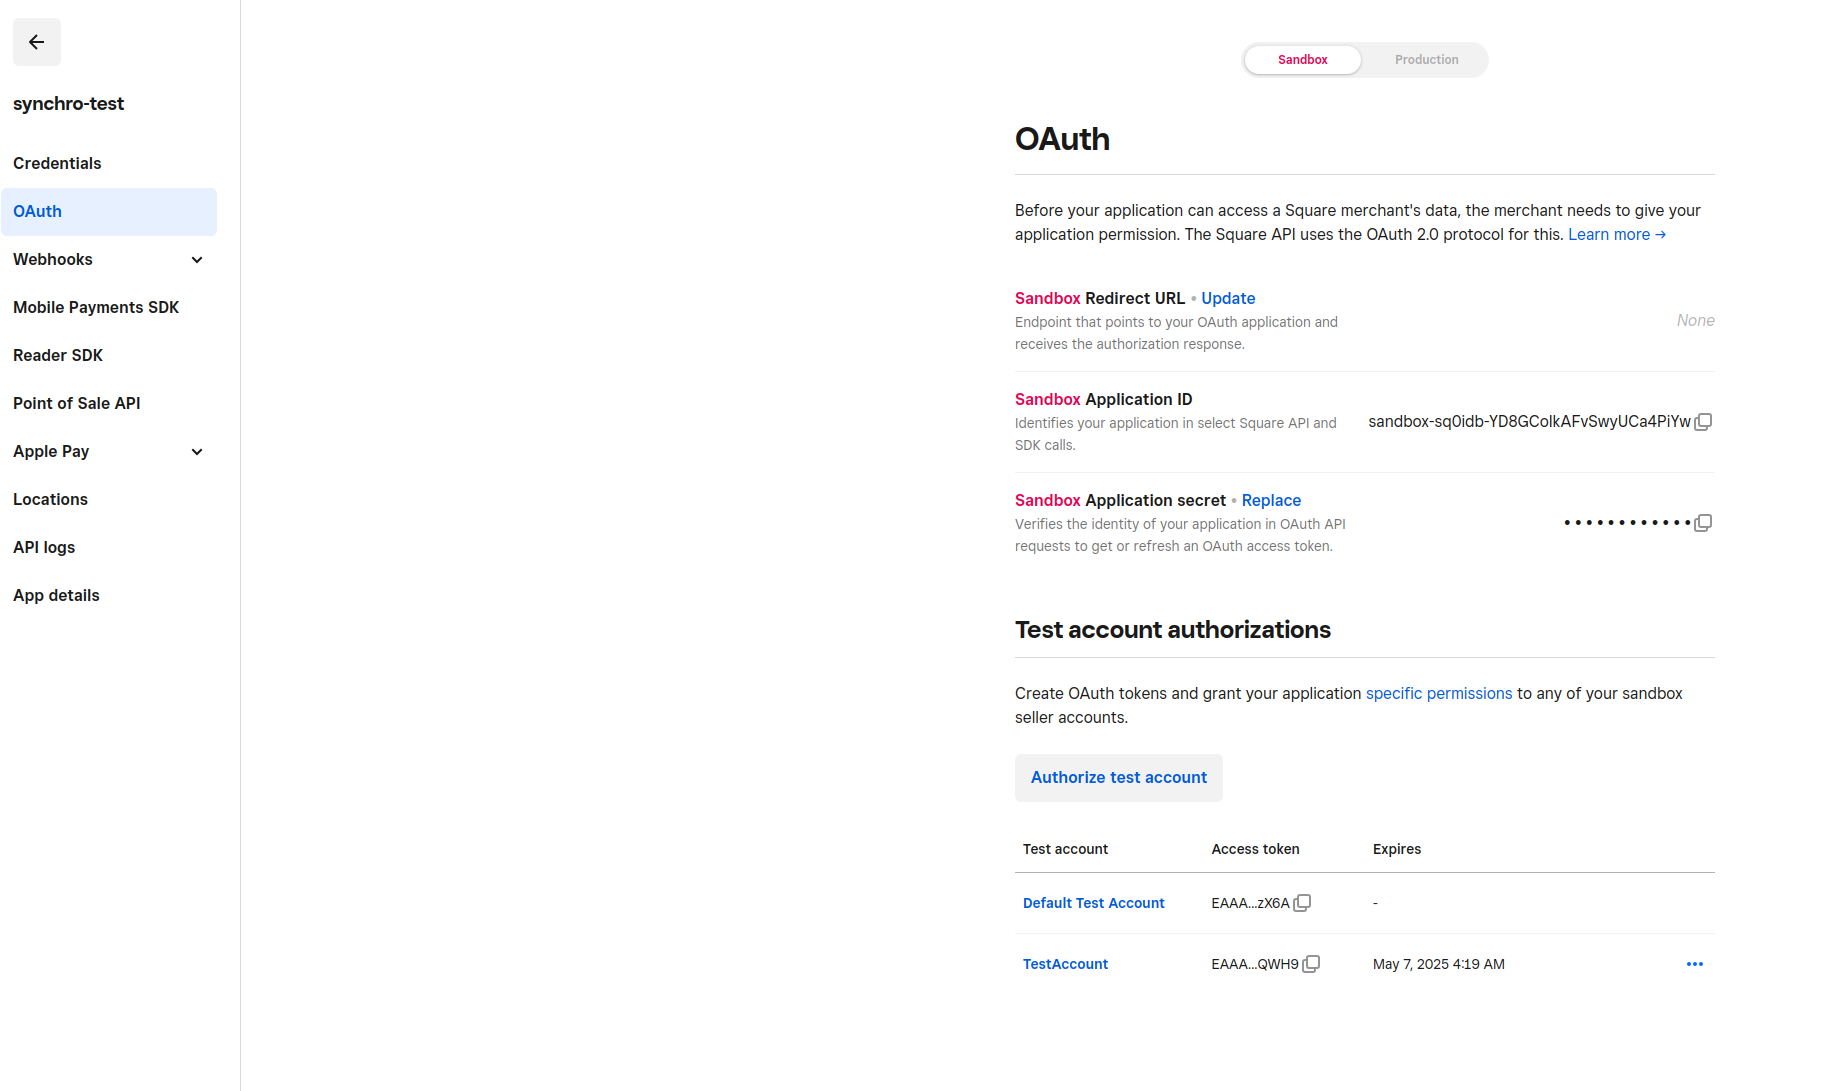 synchro-test
Credentials
OAuth
Webhooks
Mobile Payments SDK
Reader SDK
Point of Sale API
Apple Pay
Locations
API logs
App details
Sandbox Production
OAuth
Before your application can access a Square merchant's data, the merchant needs to give your
application permission. The Square API uses the OAuth 2.0 protocol for this. Learn more →
Sandbox Redirect URL • Update
Endpoint that points to your OAuth application and
receives the authorization response.
None
Sandbox Application ID
Identifies your application in select Square API and
SDK calls.
sandbox-sq0idb-YD8GColkAFvSwyUCa4PiYw
Sandbox Application secret • Replace
Verifies the identity of your application in OAuth API
requests to get or refresh an OAuth access token.
••••••••••••
Test account authorizations
Create OAuth tokens and grant your application specific permissions to any of your sandbox
seller accounts.
Authorize test account
Test account Access token Expires
Default Test Account EAAA...zX6A -
TestAccount EAAA...QWH9 May 7, 2025 4:19 AM